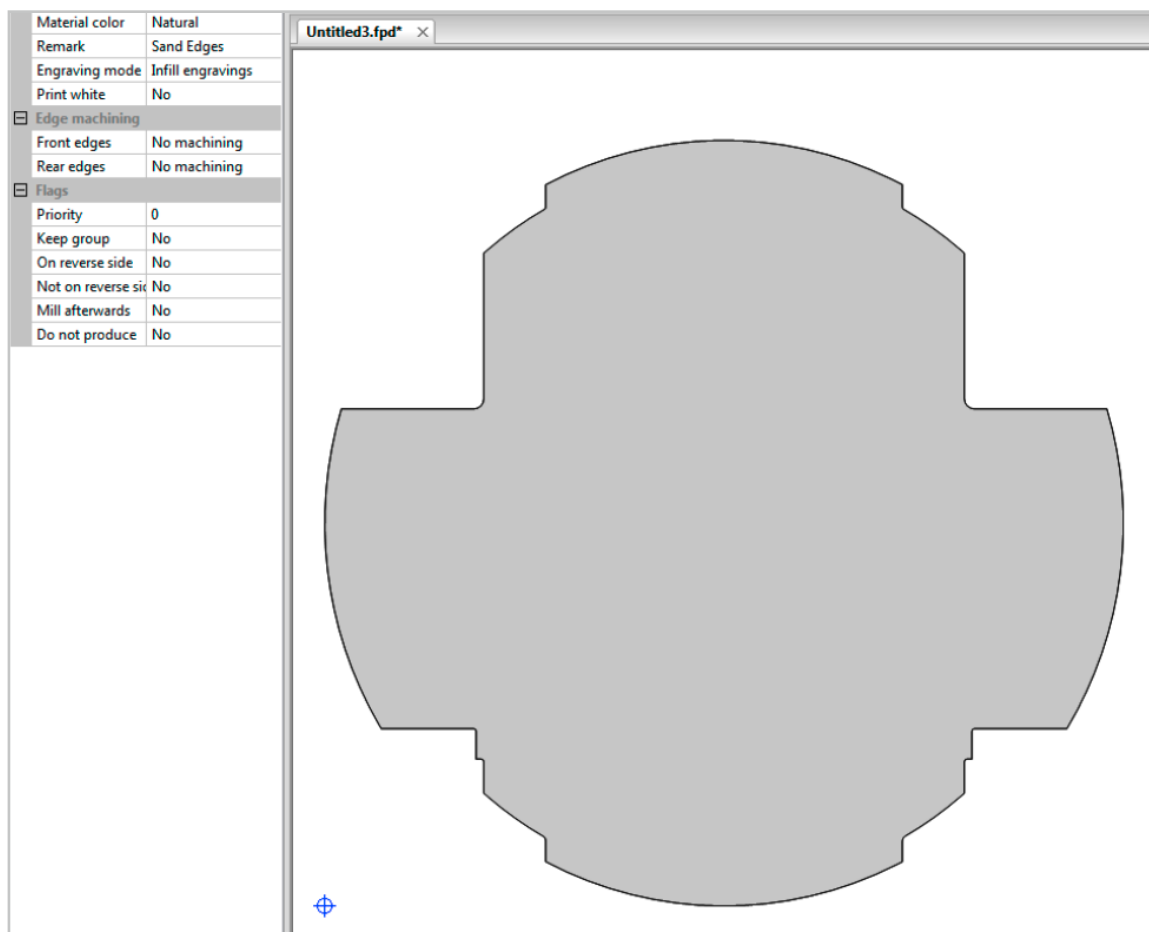 Material color Natural
Remark Sand Edges
Engraving mode Infill engravings
Print white No
Edge machining
Front edges No machining
Rear edges No machining
Flags
Priority 0
Keep group No
On reverse side No
Not on reverse sid No
Mill afterwards No
Do not produce No
Untitled3.fpd*